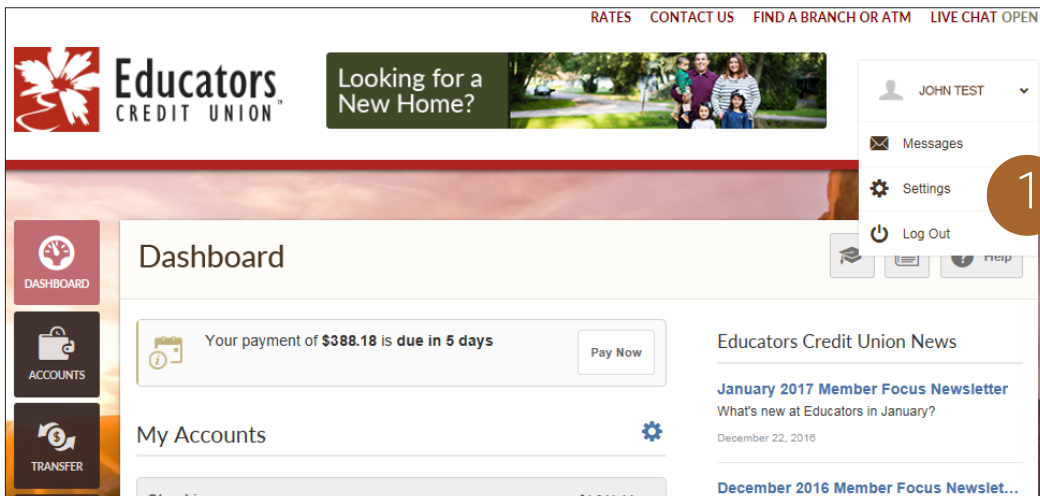 RATES CONTACT US FIND A BRANCH OR ATM LIVE CHAT OPEN
Educators
CREDIT UNION™
Looking for a
New Home?
JOHN TEST
Messages
Settings
1
Log Out
Dashboard
Help
DASHBOARD
ACCOUNTS
TRANSFER
Your payment of $388.18 is due in 5 days
Pay Now
My Accounts
Educators Credit Union News
January 2017 Member Focus Newsletter
What's new at Educators in January?
December 22, 2016
December 2016 Member Focus Newslet...